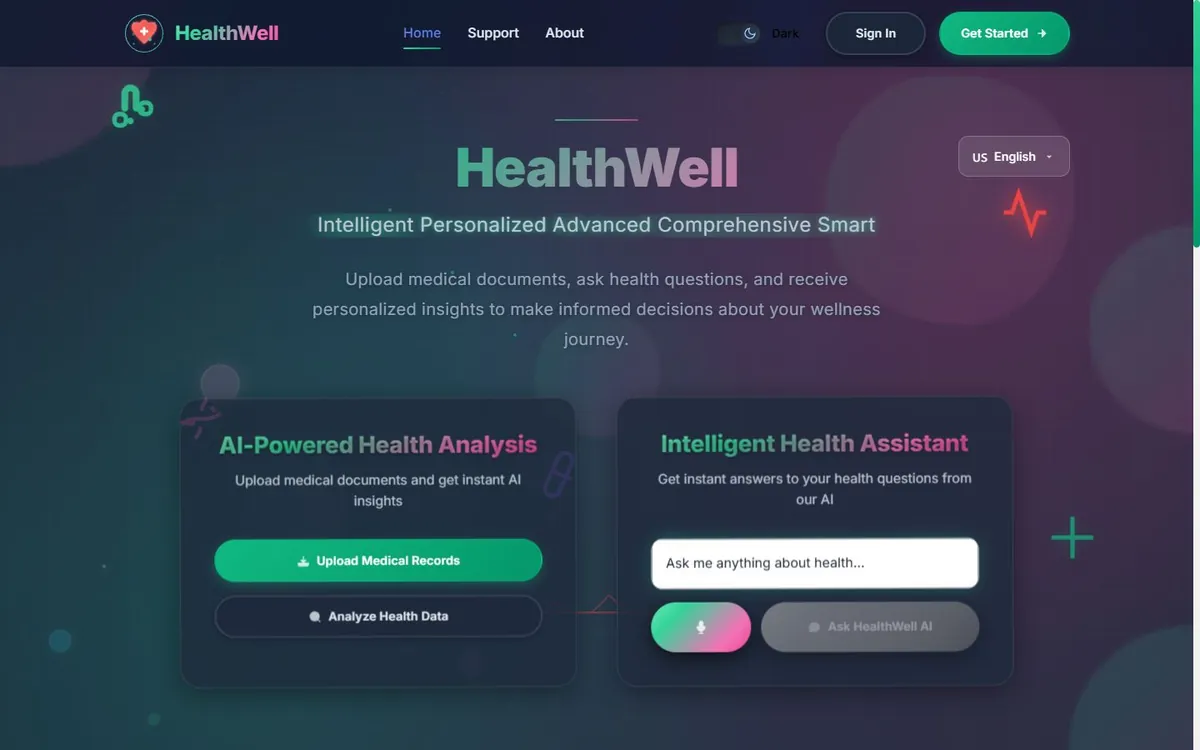 HealthWell
Home
Support
About
Dark
Sign In
Get Started
US English
HealthWell
Intelligent Personalized Advanced Comprehensive Smart
Upload medical documents, ask health questions, and receive
personalized insights to make informed decisions about your wellness
journey.
AI-Powered Health Analysis
Upload medical documents and get instant AI
insights
Upload Medical Records
Analyze Health Data
Intelligent Health Assistant
Get instant answers to your health questions from
our AI
Ask me anything about health...
Ask HealthWell AI